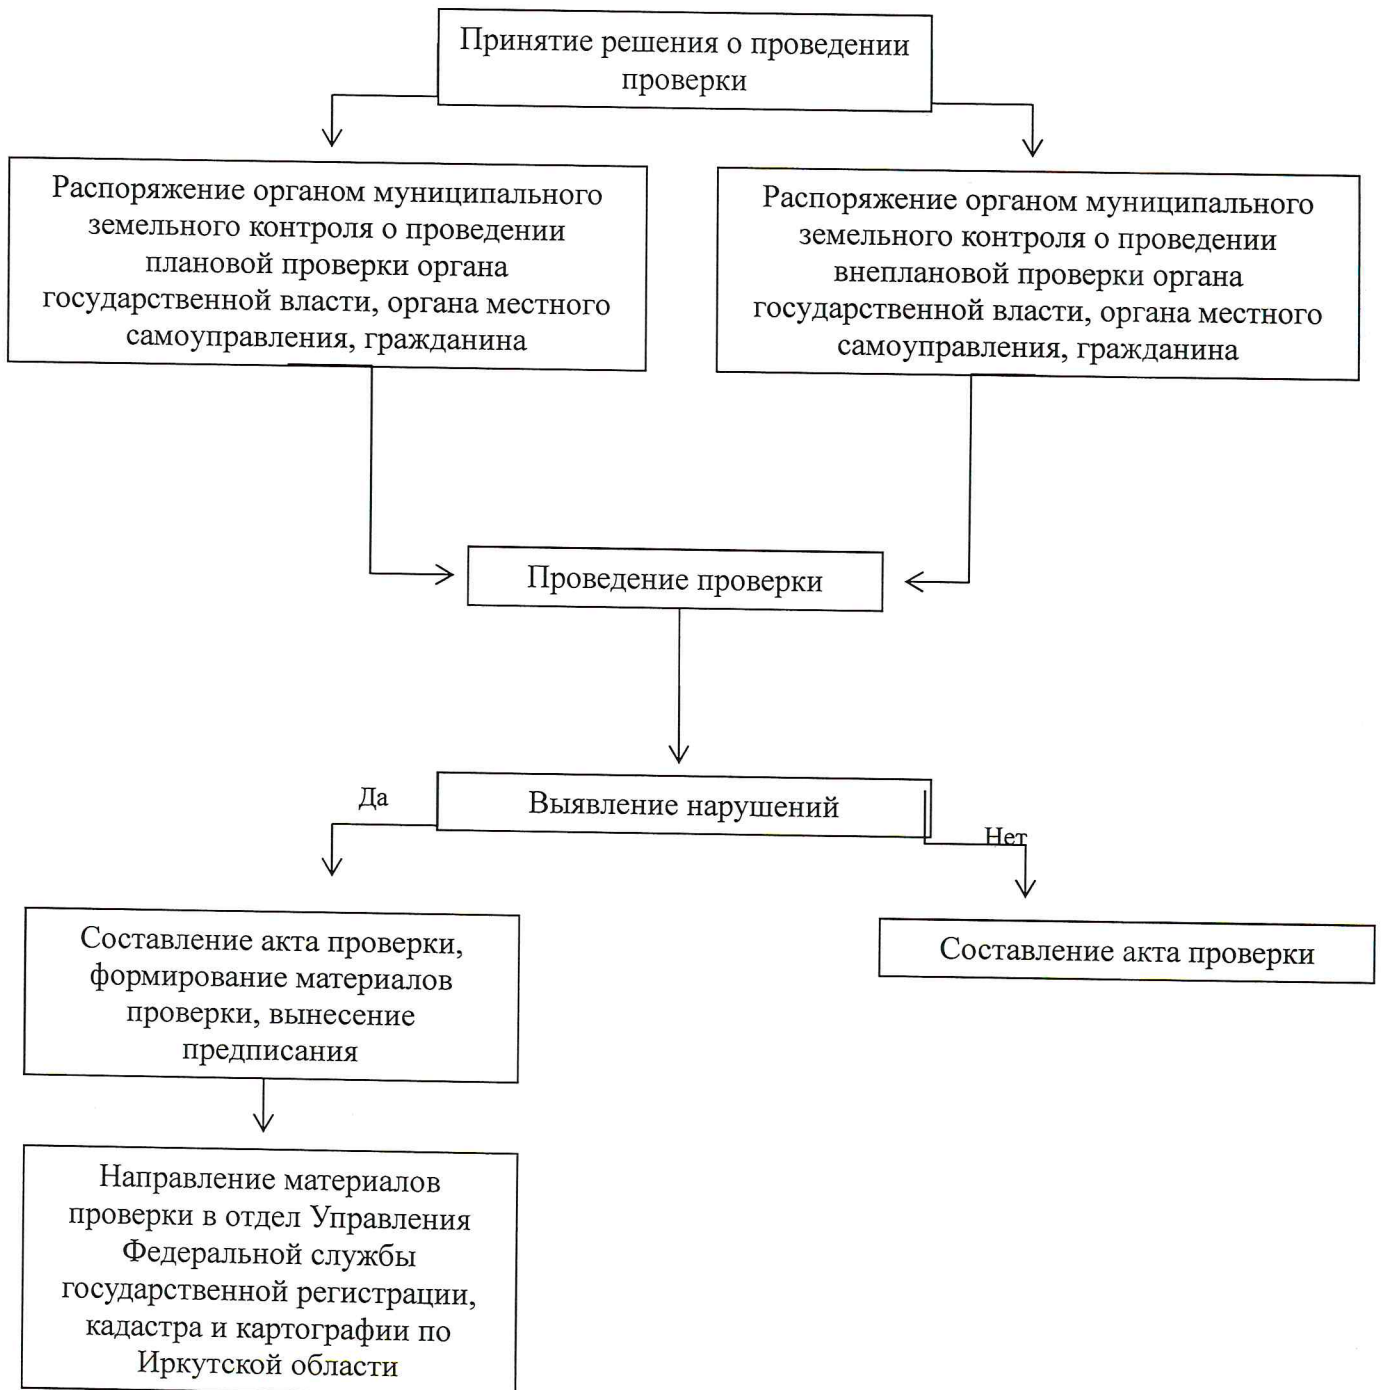 Принятие решения о проведении
проверки
Распоряжение органом муниципального
земельного контроля о проведении
плановой проверки органа
государственной власти, органа местного
самоуправления, гражданина
Распоряжение органом муниципального
земельного контроля о проведении
внеплановой проверки органа
государственной власти, органа местного
самоуправления, гражданина
Проведение проверки
Да
Выявление нарушений
Нет
Составление акта проверки,
формирование материалов
проверки, вынесение
предписания
Составление акта проверки
Направление материалов
проверки в отдел Управления
Федеральной службы
государственной регистрации,
кадастра и картографии по
Иркутской области